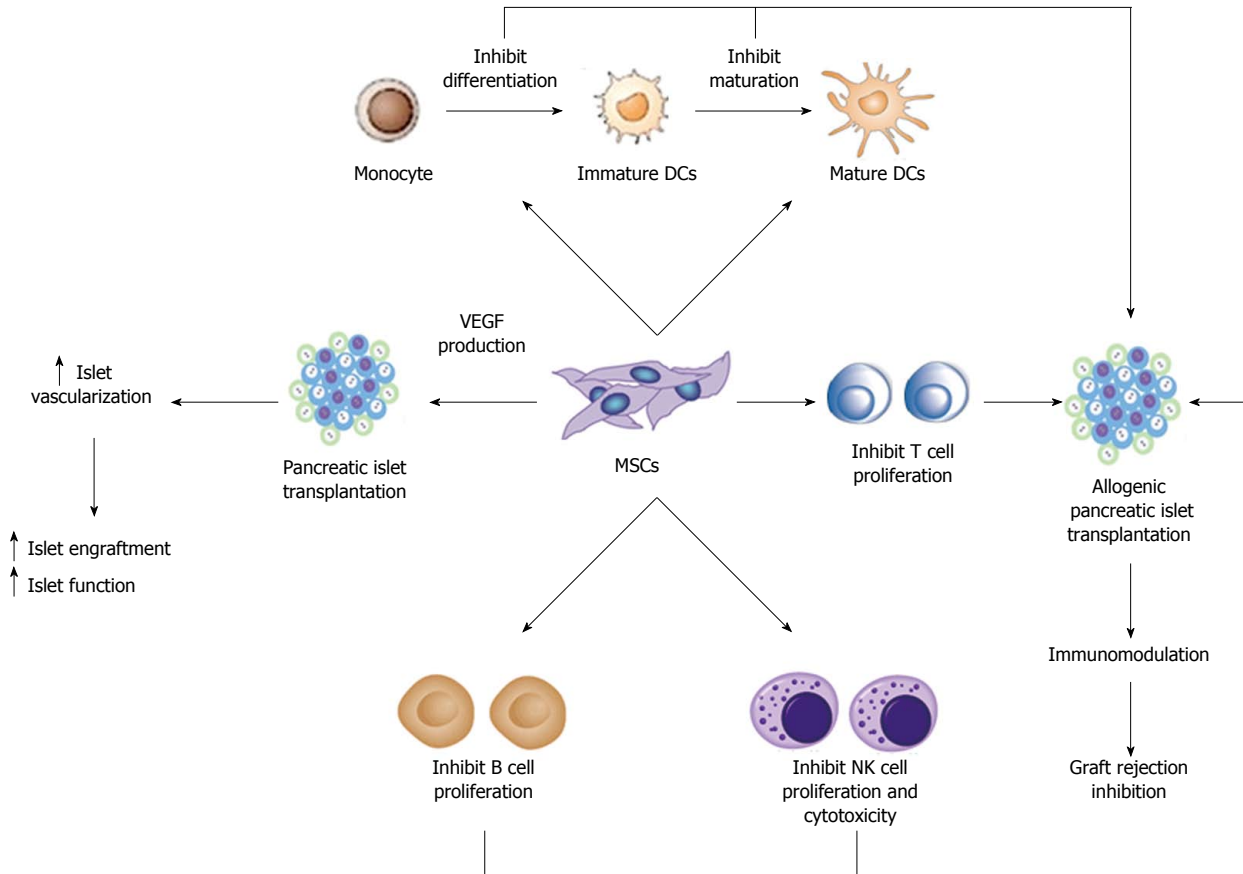 Inhibit
differentiation
Inhibit
maturation
Monocyte
Immature DCs
Mature DCs
VEGF
production
Islet
vascularization
Pancreatic islet
transplantation
MSCs
Inhibit T cell
proliferation
Allogenic
pancreatic islet
transplantation
Islet engraftment
Islet function
Immunomodulation
Inhibit B cell
proliferation
Inhibit NK cell
proliferation and
cytotoxicity
Graft rejection
inhibition